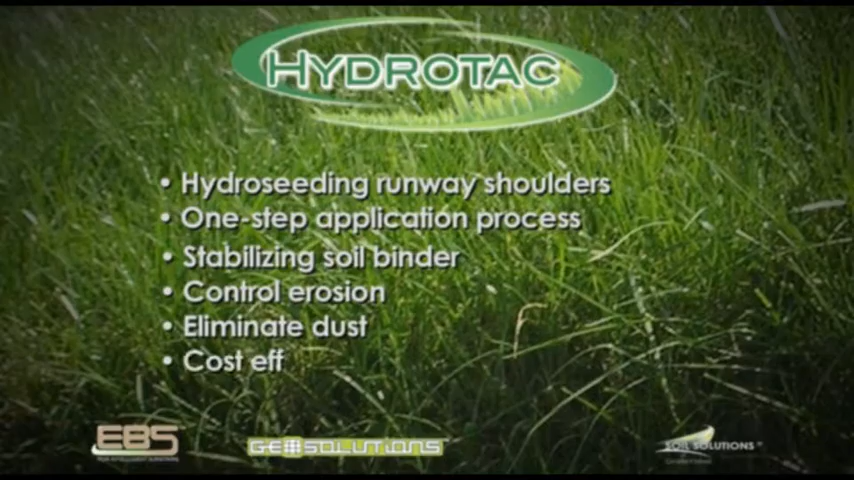 HYDROTAC
• Hydroseeding runway shoulders
• One-step application process
• Stabilizing soil binder
• Control erosion
• Eliminate dust
• Cost eff
EBS
GEOSOLUTIONS
SOIL SOLUTIONS™